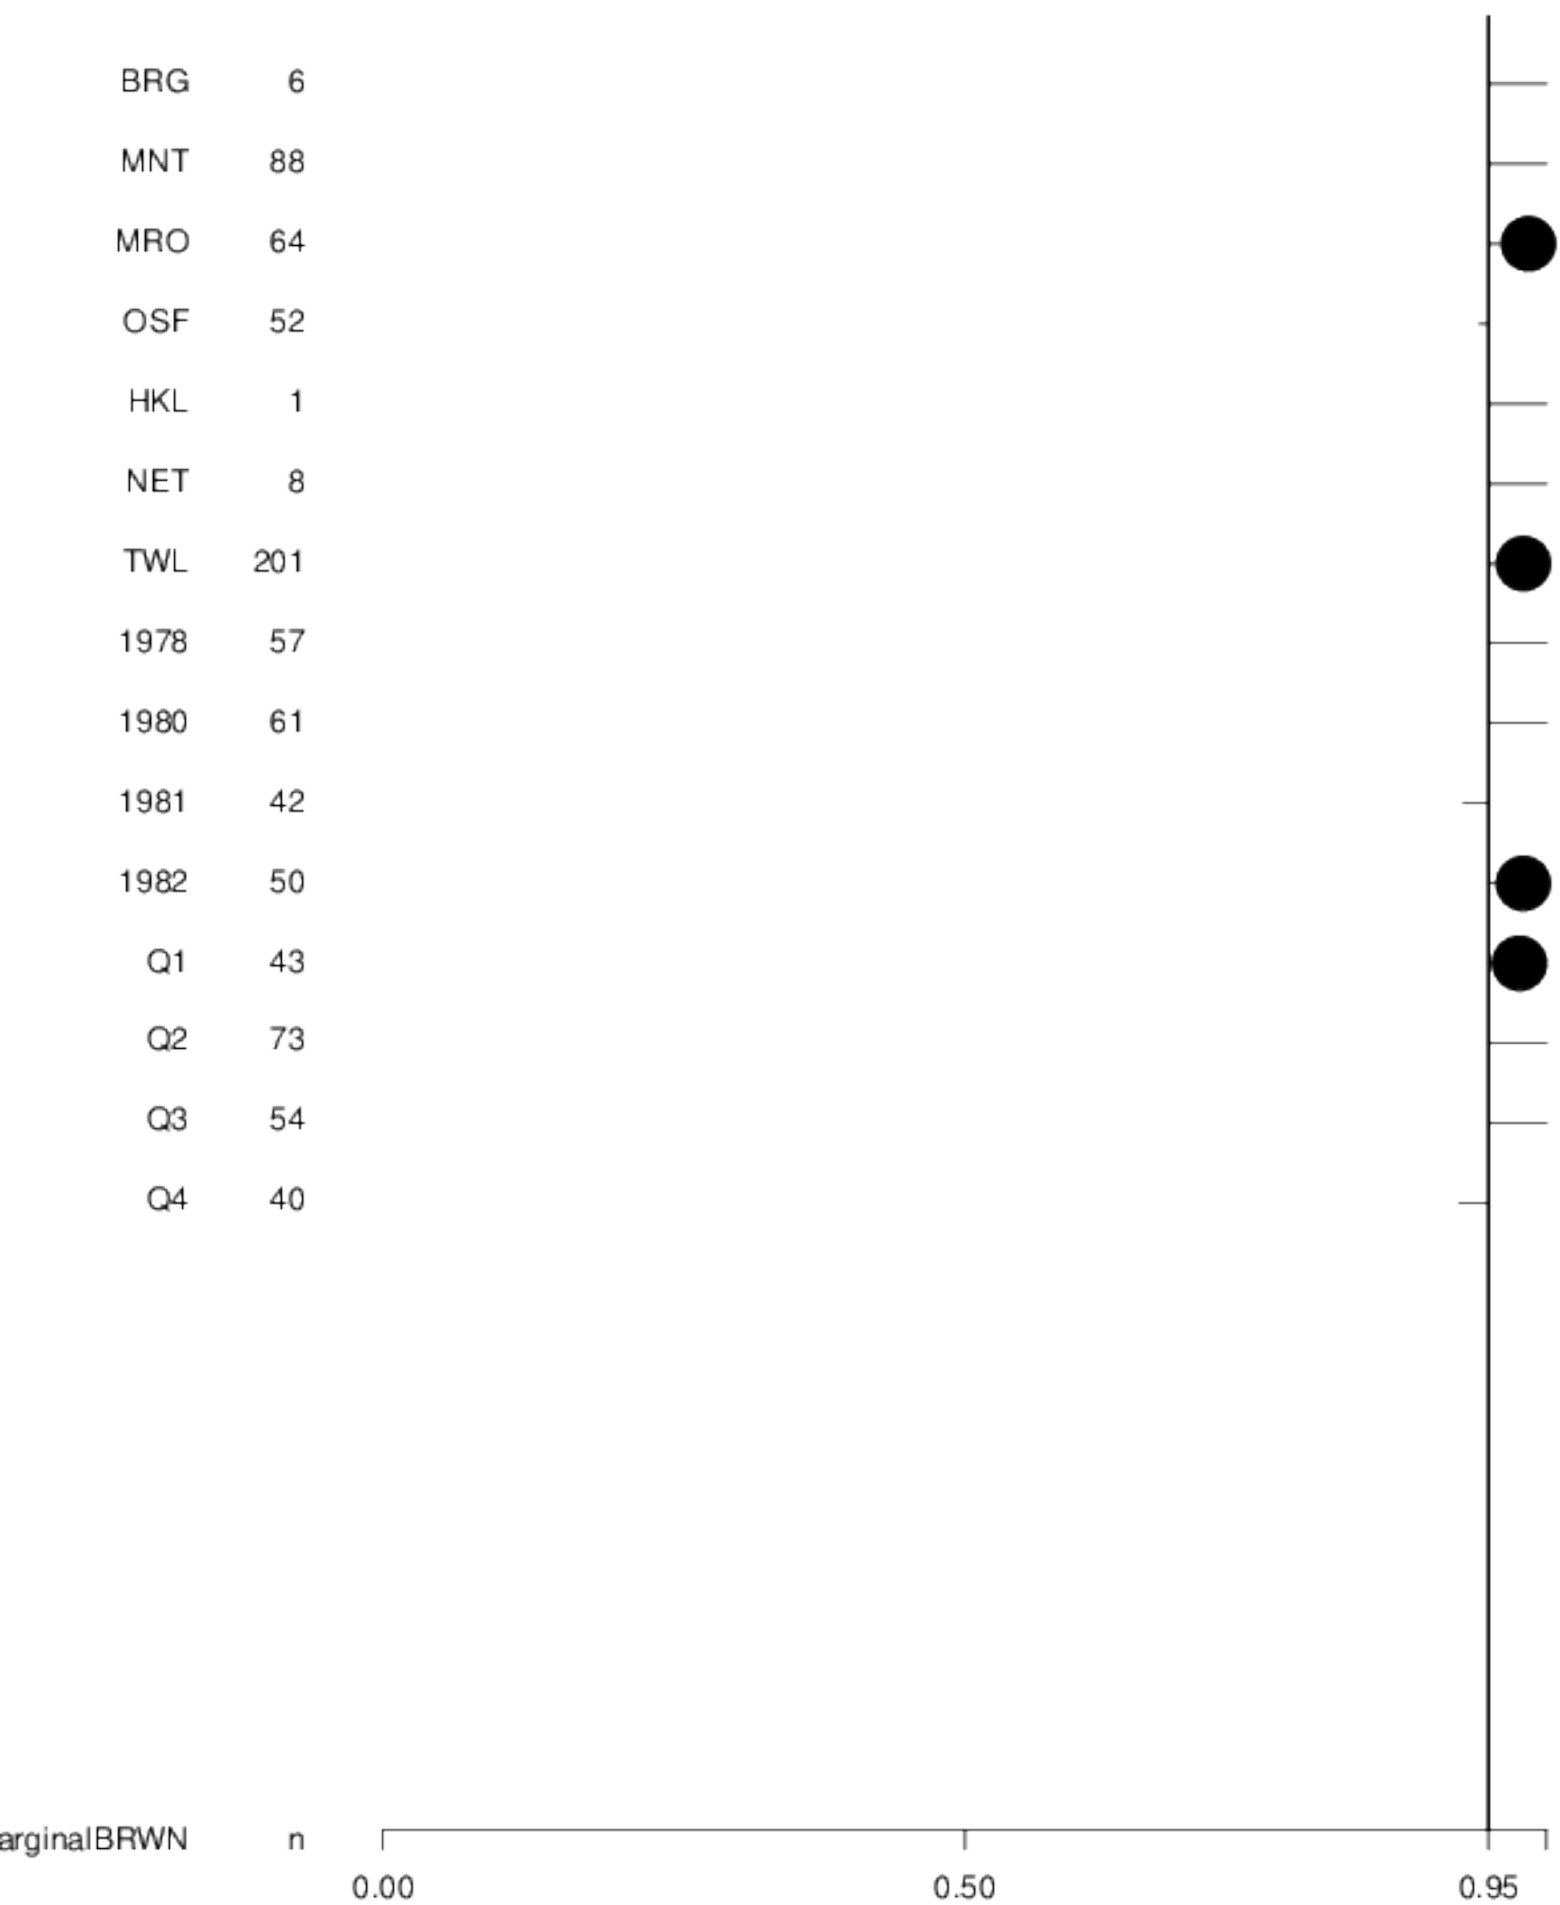 BRG 6
MNT 88
MRO 64
OSF 52
HKL 1
NET 8
TWL 201
1978 57
1980 61
1981 42
1982 50
Q1 43
Q2 73
Q3 54
Q4 40
arginalBRWN n
0.00 0.50 0.95